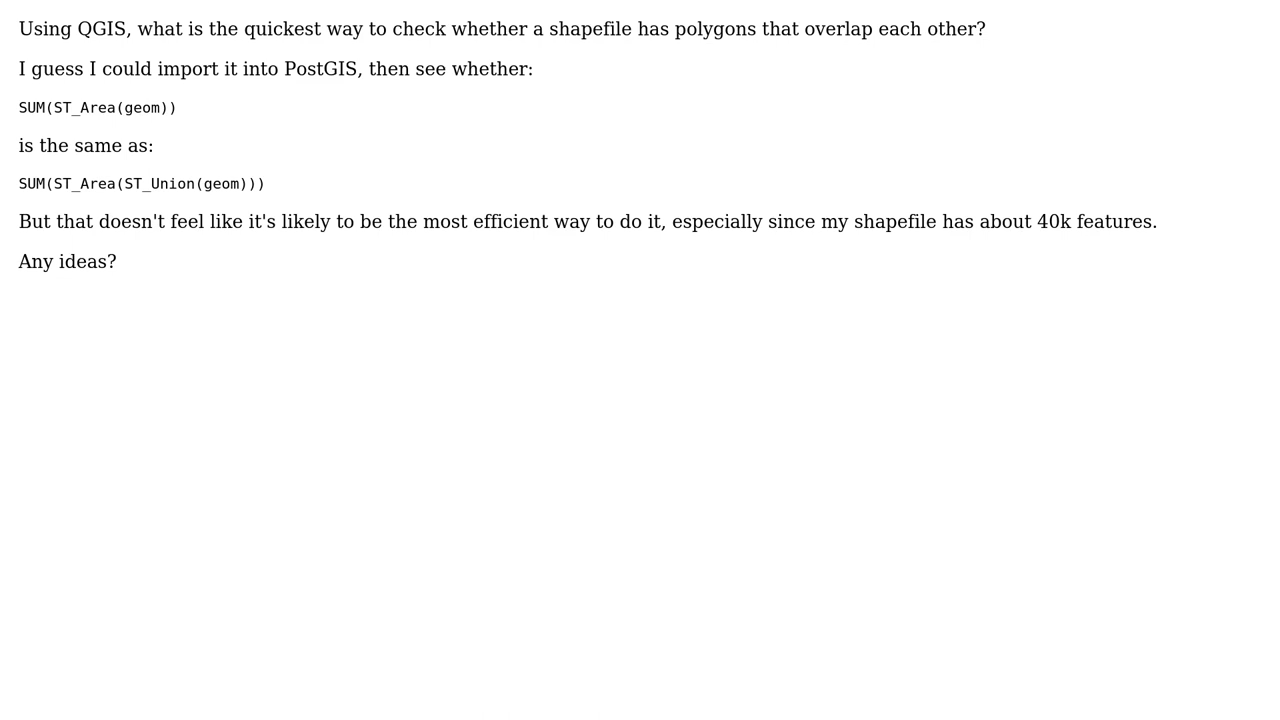 Using QGIS, what is the quickest way to check whether a shapefile has polygons that overlap each other?
I guess I could import it into PostGIS, then see whether:
SUM(ST_Area(geom))
is the same as:
SUM(ST_Area(ST_Union(geom)))
But that doesn't feel like it's likely to be the most efficient way to do it, especially since my shapefile has about 40k features.
Any ideas?